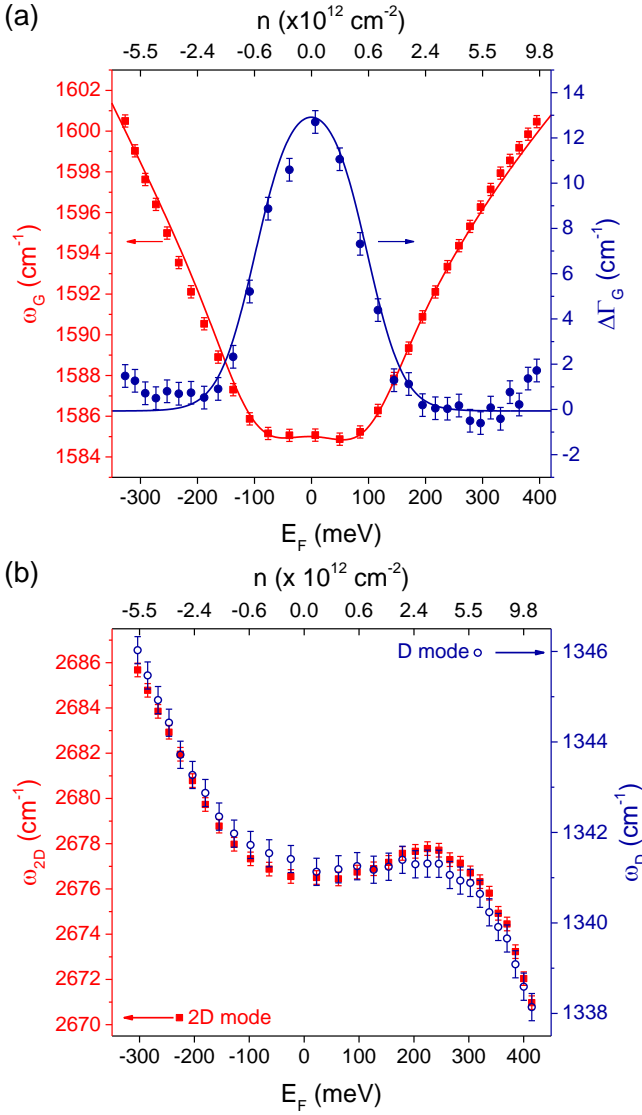 (a)
n (x10¹² cm⁻²)
-5.5 -2.4 -0.6 0.0 0.6 2.4 5.5 9.8
1602
1600
1598
1596
1594
1592
1590
1588
1586
1584
ω_G (cm⁻¹)
15
14
12
10
8
6
4
2
0
-2
ΔΓ_G (cm⁻¹)
-300 -200 -100 0 100 200 300 400
E_F (meV)
(b)
n (x 10¹² cm⁻²)
-5.5 -2.4 -0.6 0.0 0.6 2.4 5.5 9.8
2686
2684
2682
2680
2678
2676
2674
2672
2670
ω_2D (cm⁻¹)
D mode
2D mode
1346
1344
1342
1340
1338
ω_D (cm⁻¹)
-300 -200 -100 0 100 200 300 400
E_F (meV)